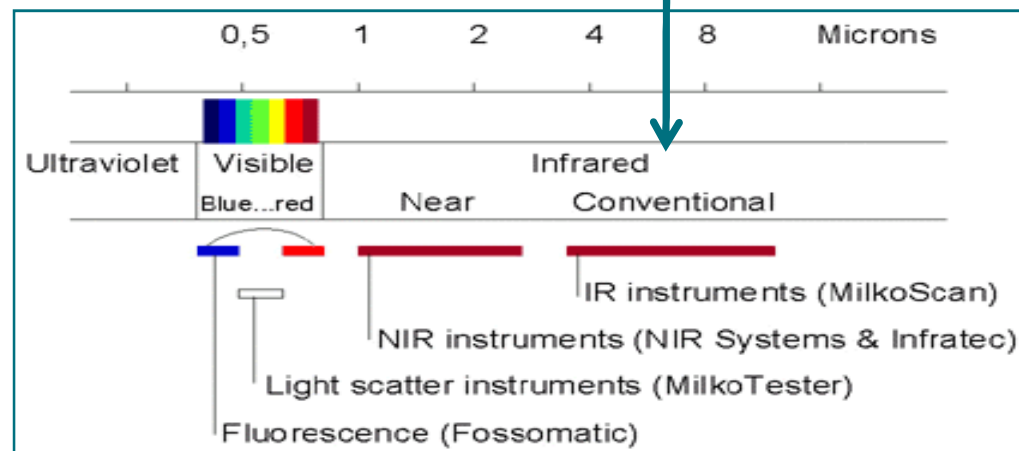 0,5 1 2 4 8 Microns
Ultraviolet Visible Infrared
Blue...red Near Conventional
IR instruments (MilkoScan)
NIR instruments (NIR Systems & Infratec)
Light scatter instruments (MilkoTester)
Fluorescence (Fossomatic)